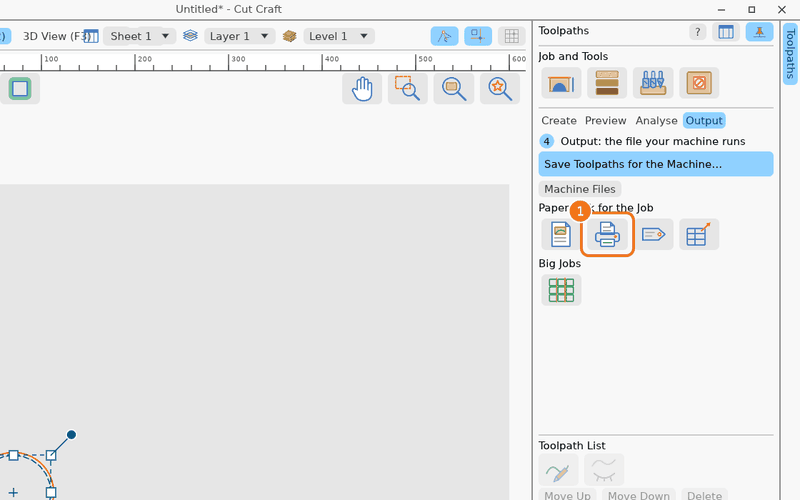 Untitled* - Cut Craft
3D View (F3)
Sheet 1
Layer 1
Level 1
100
200
300
400
500
600
Toolpaths
?
Toolpaths
Job and Tools
Create
Preview
Analyse
Output
4
Output: the file your machine runs
Save Toolpaths for the Machine...
Machine Files
1
for the Job
Big Jobs
Toolpath List
Move Up
Move Down
Delete